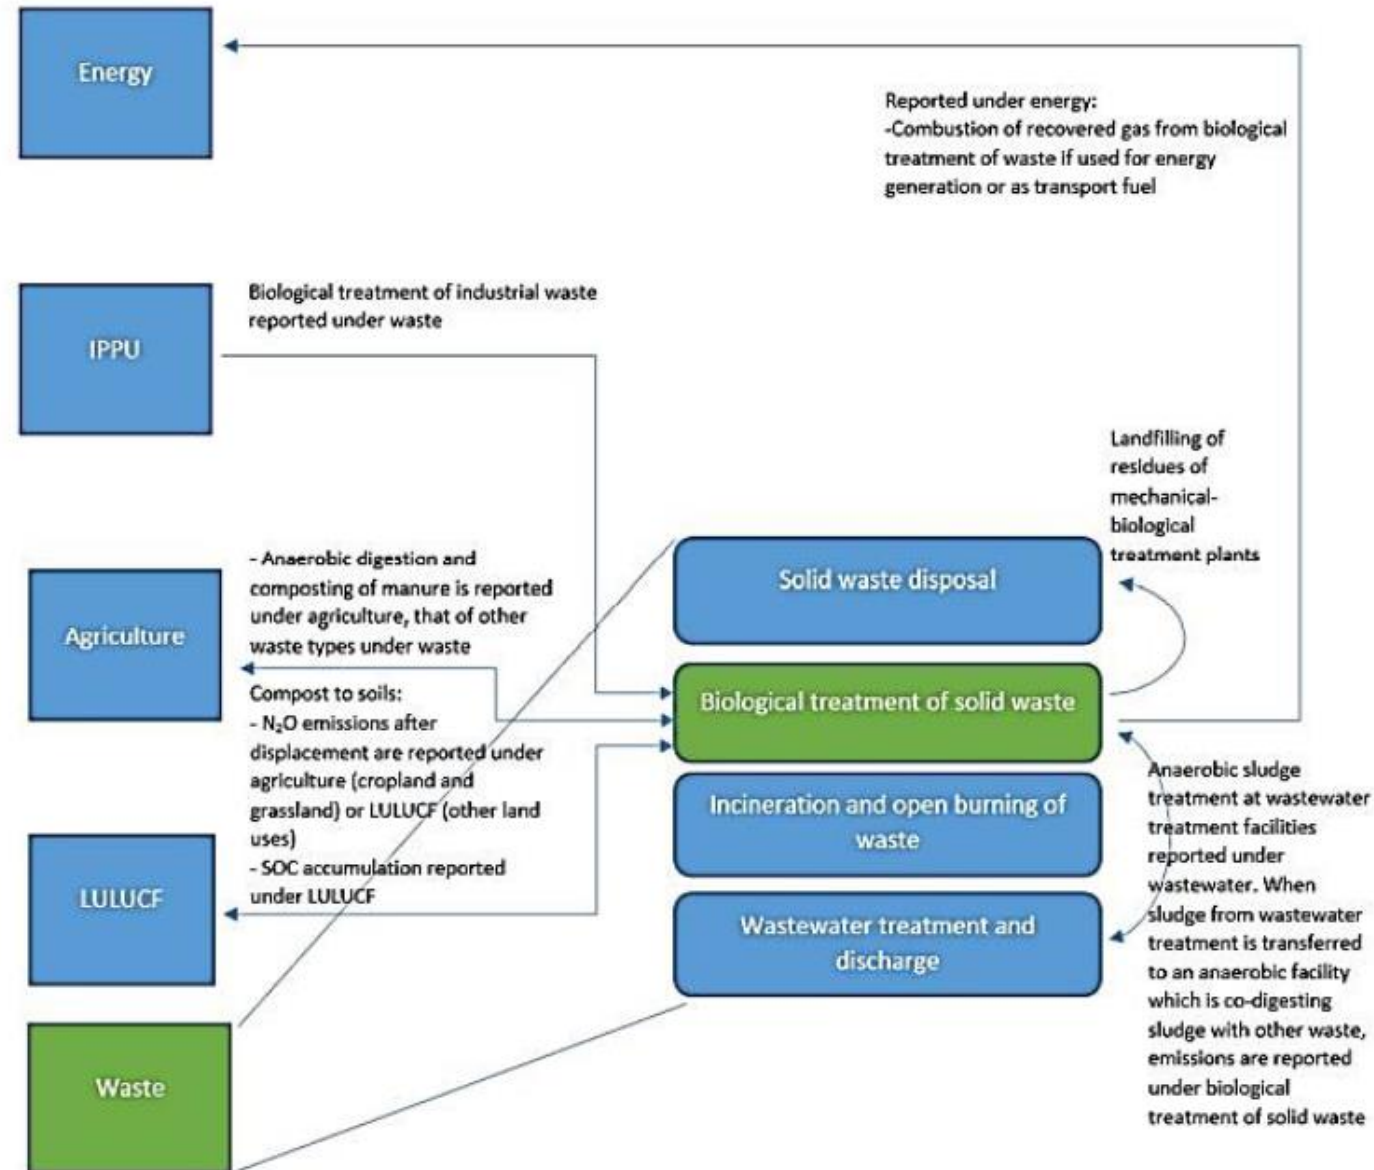 Energy
Reported under energy:
-Combustion of recovered gas from biological
treatment of waste if used for energy
generation or as transport fuel
IPPU
Biological treatment of industrial waste
reported under waste
Landfilling of
residues of
mechanical-
biological
treatment plants
Agriculture
- Anaerobic digestion and
composting of manure is reported
under agriculture, that of other
waste types under waste
Compost to soils:
- N₂O emissions after
displacement are reported under
agriculture (cropland and
grassland) or LULUCF (other land
uses)
- SOC accumulation reported
under LULUCF
LULUCF
Waste
Solid waste disposal
Biological treatment of solid waste
Incineration and open burning of
waste
Wastewater treatment and
discharge
Anaerobic sludge
treatment at wastewater
treatment facilities
reported under
wastewater. When
sludge from wastewater
treatment is transferred
to an anaerobic facility
which is co-digesting
sludge with other waste,
emissions are reported
under biological
treatment of solid waste